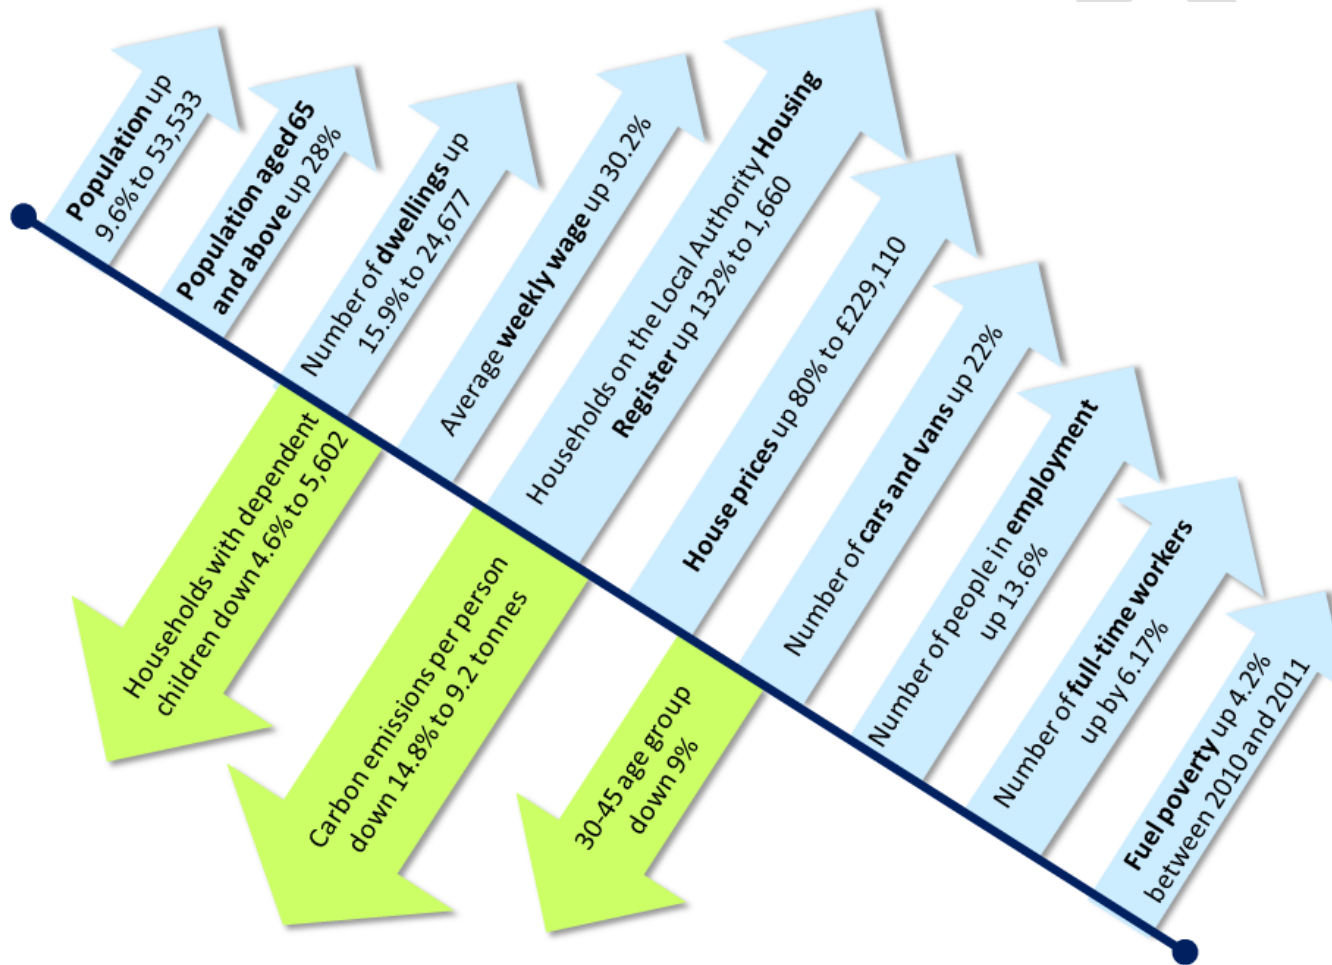 Population up
9.6% to 53,533
Population aged 65
and above up 28%
Number of dwellings up
15.9% to 24,677
Average weekly wage up 30.2%
Households on the Local Authority Housing
Register up 132% to 1,660
House prices up 80% to £229,110
Number of cars and vans up 22%
Number of people in employment
up 13.6%
Number of full-time workers
up by 6.17%
Fuel poverty up 4.2%
between 2010 and 2011
Households with dependent
children down 4.6% to 5,602
Carbon emissions per person
down 14.8% to 9.2 tonnes
30-45 age group
down 9%